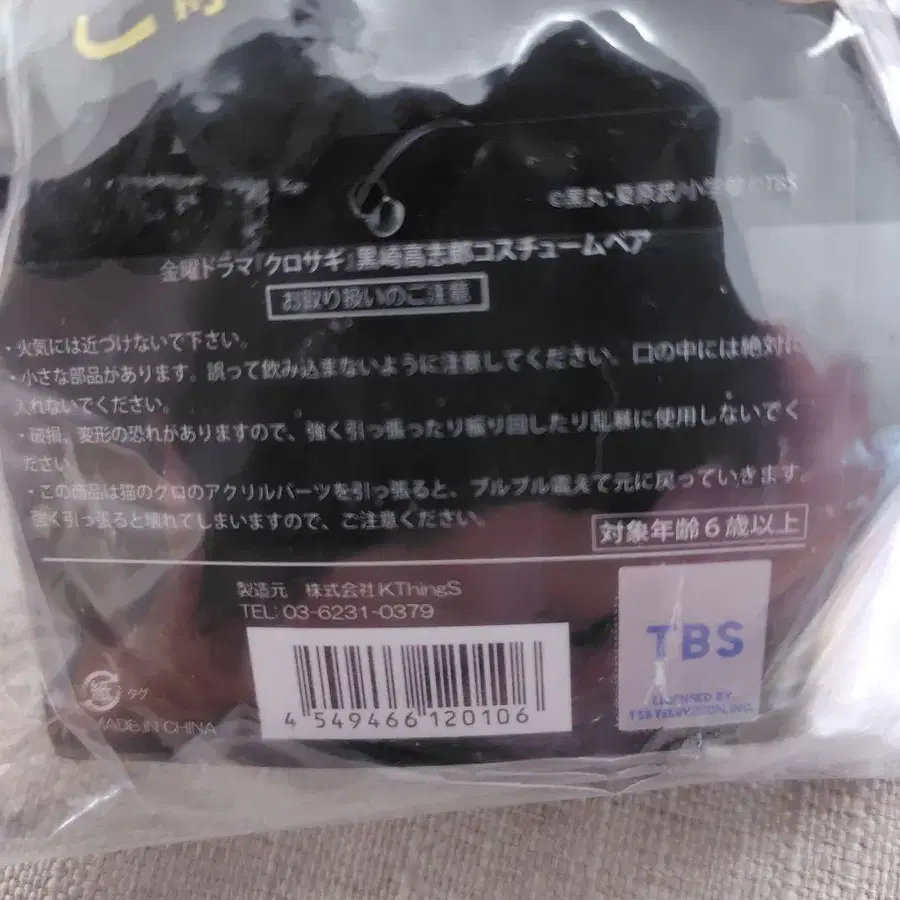 し
©黒丸・夏原武/小学館 ©TBS
金曜ドラマ『クロサギ』黒崎高志郎コスチュームベア
お取り扱いのご注意
・火気には近づけないで下さい。
・小さな部品があります。誤って飲み込まないように注意してください。口の中には絶対に
入れないでください。
・破損、変形の恐れがありますので、強く引っ張ったり振り回したり乱暴に使用しないでく
ださい
・この商品は猫のクロのアクリルパーツを引っ張ると、ブルブル震えて元に戻っていきます。
強く引っ張ると壊れてしまいますので、ご注意ください。
対象年齢6歳以上
製造元 株式会社KThingS
TEL: 03-6231-0379
4 549466 120106
TBS
LICENSED BY
TBS TELEVISION, INC.
紙 タグ
MADE IN CHINA